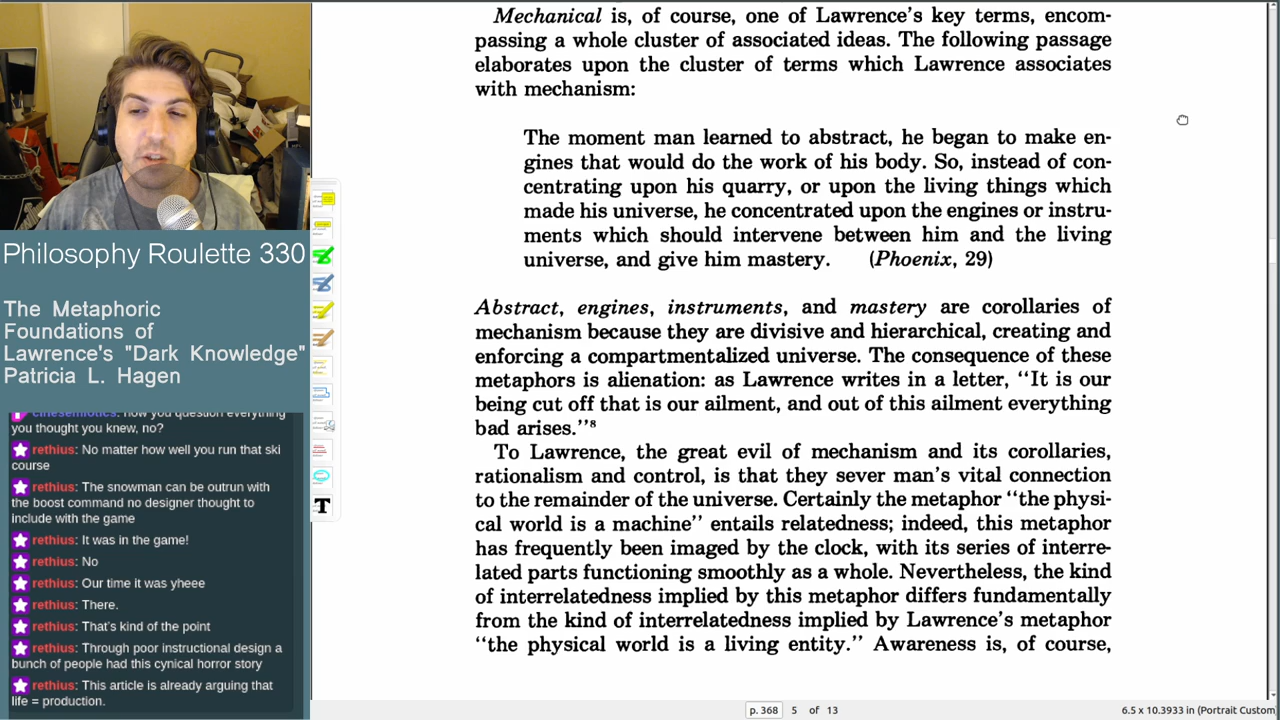 Mechanical is, of course, one of Lawrence's key terms, encom-
passing a whole cluster of associated ideas. The following passage
elaborates upon the cluster of terms which Lawrence associates
with mechanism:
The moment man learned to abstract, he began to make en-
gines that would do the work of his body. So, instead of con-
centrating upon his quarry, or upon the living things which
made his universe, he concentrated upon the engines or instru-
ments which should intervene between him and the living
universe, and give him mastery. (Phoenix, 29)
Abstract, engines, instruments, and mastery are corollaries of
mechanism because they are divisive and hierarchical, creating and
enforcing a compartmentalized universe. The consequence of these
metaphors is alienation: as Lawrence writes in a letter, "It is our
being cut off that is our ailment, and out of this ailment everything
bad arises."8
To Lawrence, the great evil of mechanism and its corollaries,
rationalism and control, is that they sever man's vital connection
to the remainder of the universe. Certainly the metaphor "the physi-
cal world is a machine" entails relatedness; indeed, this metaphor
has frequently been imaged by the clock, with its series of interre-
lated parts functioning smoothly as a whole. Nevertheless, the kind
of interrelatedness implied by this metaphor differs fundamentally
from the kind of interrelatedness implied by Lawrence's metaphor
"the physical world is a living entity." Awareness is, of course,
Philosophy Roulette 330
The Metaphoric
Foundations of
Lawrence's "Dark Knowledge"
Patricia L. Hagen
cinesemiotics: how you question everything
you thought you knew, no?
rethius: No matter how well you run that ski
course
rethius: The snowman can be outrun with
the boost command no designer thought to
include with the game
rethius: It was in the game!
rethius: No
rethius: Our time it was yheee
rethius: There.
rethius: That's kind of the point
rethius: Through poor instructional design a
bunch of people had this cynical horror story
rethius: This article is already arguing that
life = production.
T
p. 368 5 of 13
6.5 x 10.3933 in (Portrait Custom